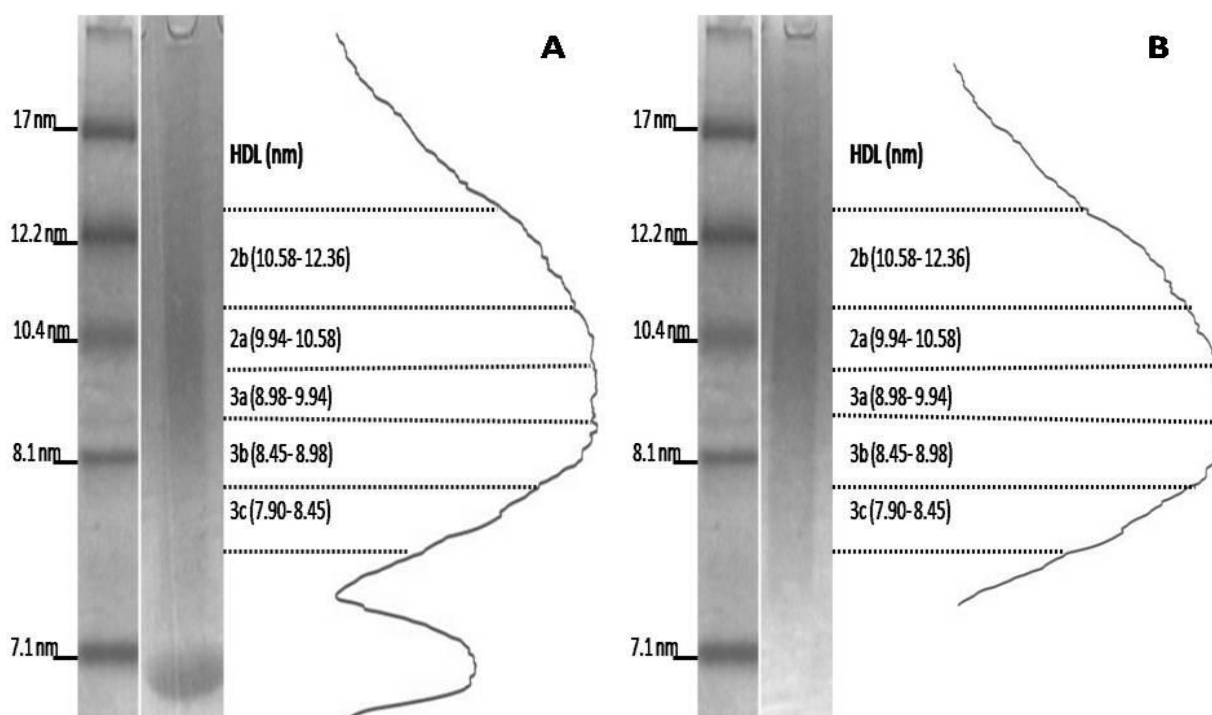 A
17 nm
HDL (nm)
12.2 nm
2b (10.58- 12.36)
10.4 nm
2a (9.94- 10.58)
3a (8.98- 9.94)
8.1 nm
3b (8.45- 8.98)
3c (7.90- 8.45)
7.1 nm
B
17 nm
HDL (nm)
12.2 nm
2b (10.58- 12.36)
10.4 nm
2a (9.94- 10.58)
3a (8.98- 9.94)
8.1 nm
3b (8.45- 8.98)
3c (7.90- 8.45)
7.1 nm